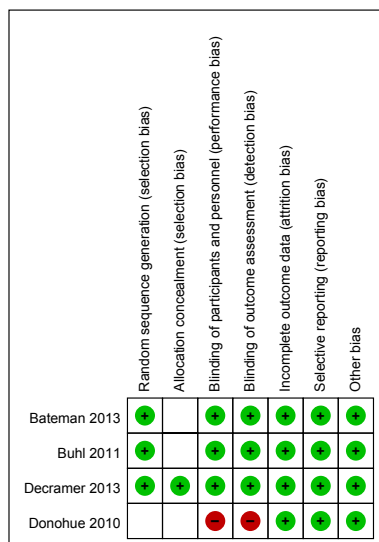 Random sequence generation (selection bias)
Allocation concealment (selection bias)
Blinding of participants and personnel (performance bias)
Blinding of outcome assessment (detection bias)
Incomplete outcome data (attrition bias)
Selective reporting (reporting bias)
Other bias
Bateman 2013 + + + + + +
Buhl 2011 + + + + + +
Decramer 2013 + + + + + + +
Donohue 2010 − − + + +